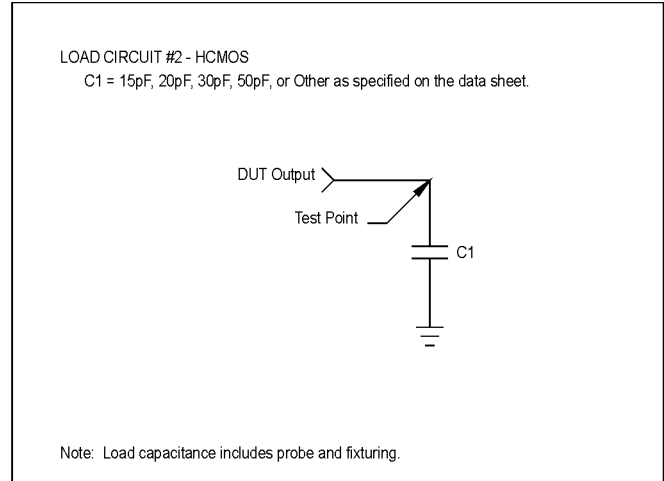 LOAD CIRCUIT #2 - HCMOS
C1 = 15pF, 20pF, 30pF, 50pF, or Other as specified on the data sheet.
DUT Output
Test Point
C1
Note: Load capacitance includes probe and fixturing.